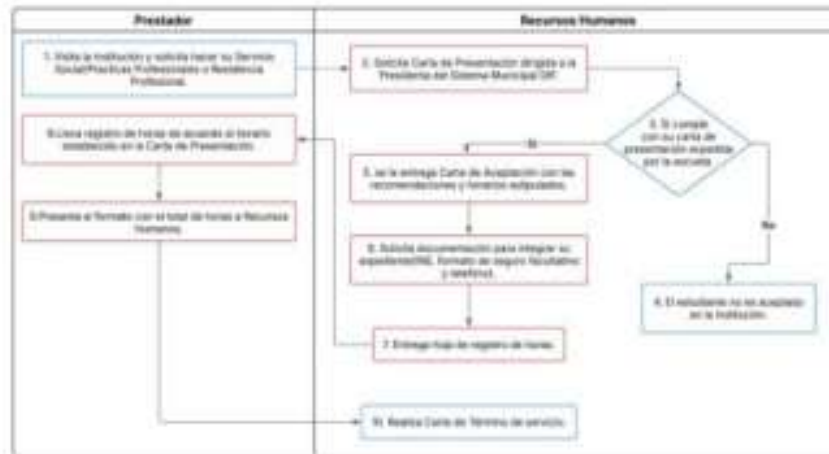 Prestador
Recursos Humanos
1. Visita la Institución y solicita hacer su Servicio
Social/Prácticas Profesionales o Residencia
Profesional.
2. Solicita Carta de Presentación dirigida a la
Presidenta del Sistema Municipal DIF.
3. Si cumple
con su carta de
presentación expedida
por la escuela
Si
No
8.Lleva registro de horas de acuerdo al horario
establecido en la Carta de Presentación.
5. se le entrega Carta de Aceptación con las
recomendaciones y horarios estipulados.
9.Presenta el formato con el total de horas a Recursos
Humanos.
6. Solicita documentación para integrar su
expediente(INE, formato de seguro facultativo
y teléfono).
4. El estudiante no es aceptado
en la Institución.
7. Entrega hoja de registro de horas.
10. Realiza Carta de Término de servicio.